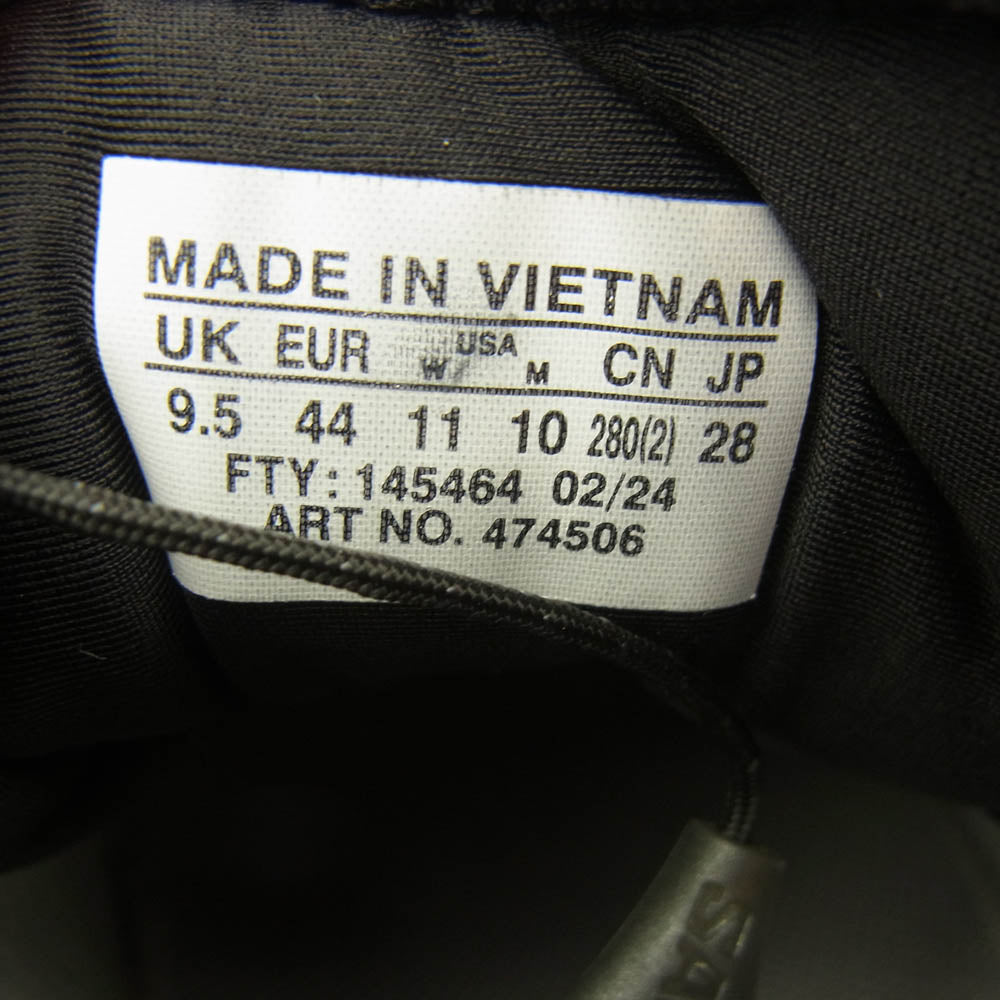 MADE IN VIETNAM
UK EUR W USA M CN JP
9.5 44 11 10 280(2) 28
FTY: 145464 02/24
ART NO. 474506